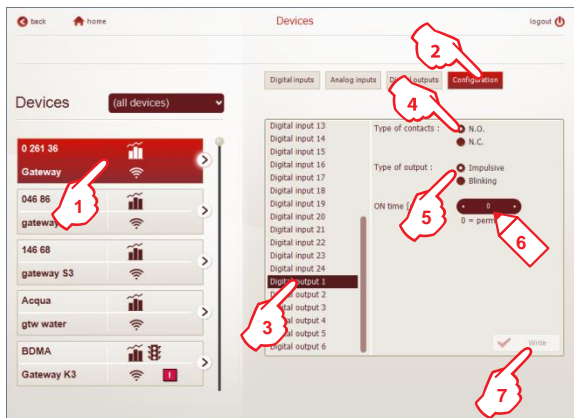 back home Devices logout
Digital inputs Analog inputs outputs Configuration
Devices (all devices)
0 261 36
Gateway
046 86
146 68
gateway S3
Acqua
gtw water
BDMA
Gateway K3 I
Digital input 13
Digital input 14
Digital input 15
Digital input 16
Digital input 17
Digital input 18
Digital input 19
Digital input 20
Digital input 21
Digital input 22
Digital input 23
Digital input 24
Digital output 1
Digital output 2
output 3
output 4
output 5
Digital output 6
Type of contacts : N.O.
N.C.
Type of output : Impulsive
Blinking
ON time [ 0
0 =
Write
1
2
3
4
5
6
7